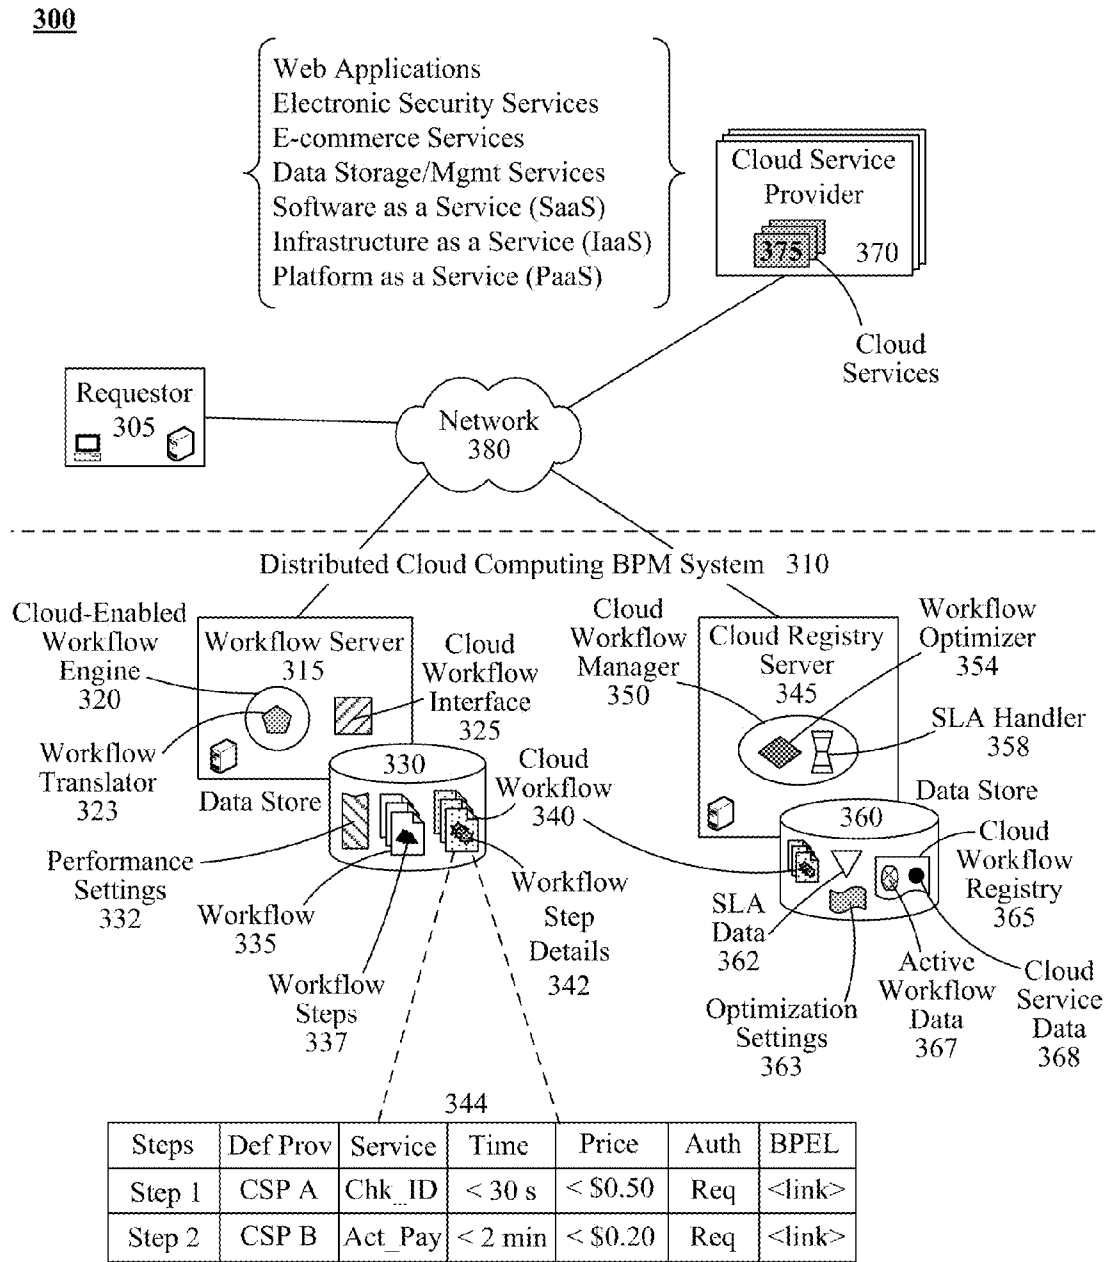 300
Web Applications
Electronic Security Services
E-commerce Services
Data Storage/Mgmt Services
Software as a Service (SaaS)
Infrastructure as a Service (IaaS)
Platform as a Service (PaaS)
Cloud Service
Provider
375
370
Cloud
Services
Requestor
305
Network
380
Distributed Cloud Computing BPM System 310
Cloud-Enabled
Workflow
Engine
320
Workflow Server
315
Cloud
Workflow
Interface
325
Workflow
Translator
323
Data Store
330
Cloud
Workflow
340
Performance
Settings
332
Workflow
335
Workflow
Steps
337
Workflow
Step
Details
342
Cloud
Workflow
Manager
350
Cloud Registry
Server
345
Workflow
Optimizer
354
SLA Handler
358
Data Store
360
Cloud
Workflow
Registry
365
SLA
Data
362
Optimization
Settings
363
Active
Workflow
Data
367
Cloud
Service
Data
368
344
Steps Def Prov Service Time Price Auth BPEL
Step 1 CSP A Chk_ID < 30 s < $0.50 Req <link>
Step 2 CSP B Act_Pay < 2 min < $0.20 Req <link>